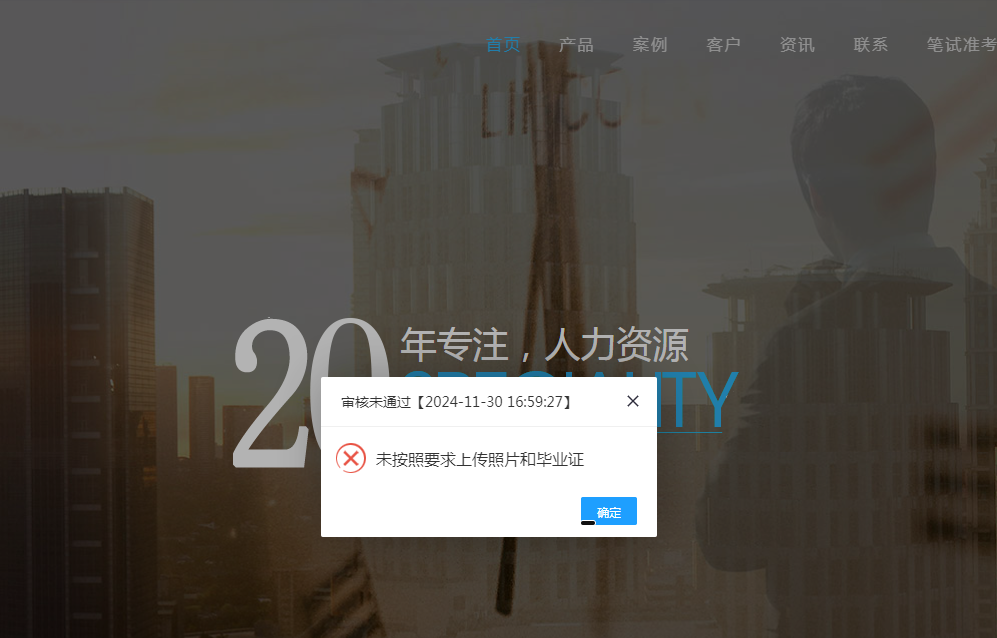 首页 产品 案例 客户 资讯 联系 笔试准考
20 年专注，人力资源
审核未通过【2024-11-30 16:59:27】
未按照要求上传照片和毕业证
确定